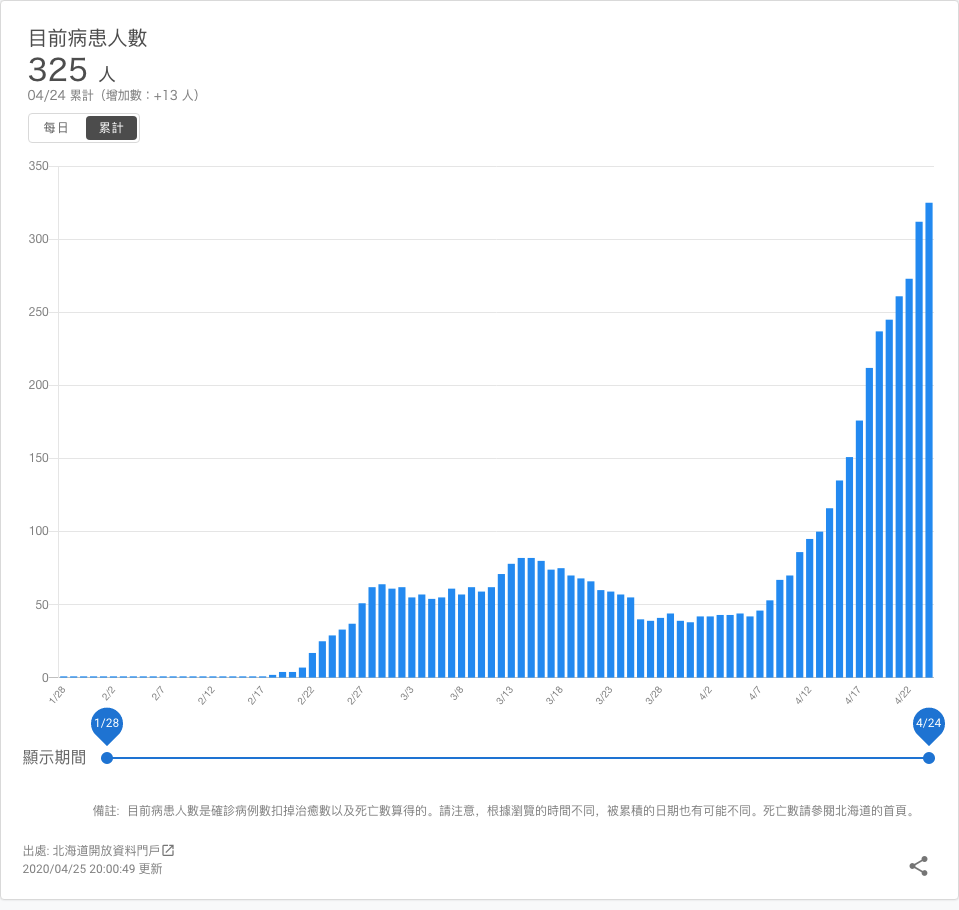 目前病患人數
325 人
04/24 累計（增加數：+13 人）
每日 累計
350
300
250
200
150
100
50
0
1/28 2/2 2/7 2/12 2/17 2/22 2/27 3/3 3/8 3/13 3/18 3/23 3/28 4/2 4/7 4/12 4/17 4/22
1/28 4/24
顯示期間
備註: 目前病患人數是確診病例數扣掉治癒數以及死亡數算得的。請注意，根據瀏覽的時間不同，被累積的日期也有可能不同。死亡數請參閱北海道的首頁。
出處: 北海道開放資料門戶
2020/04/25 20:00:49 更新